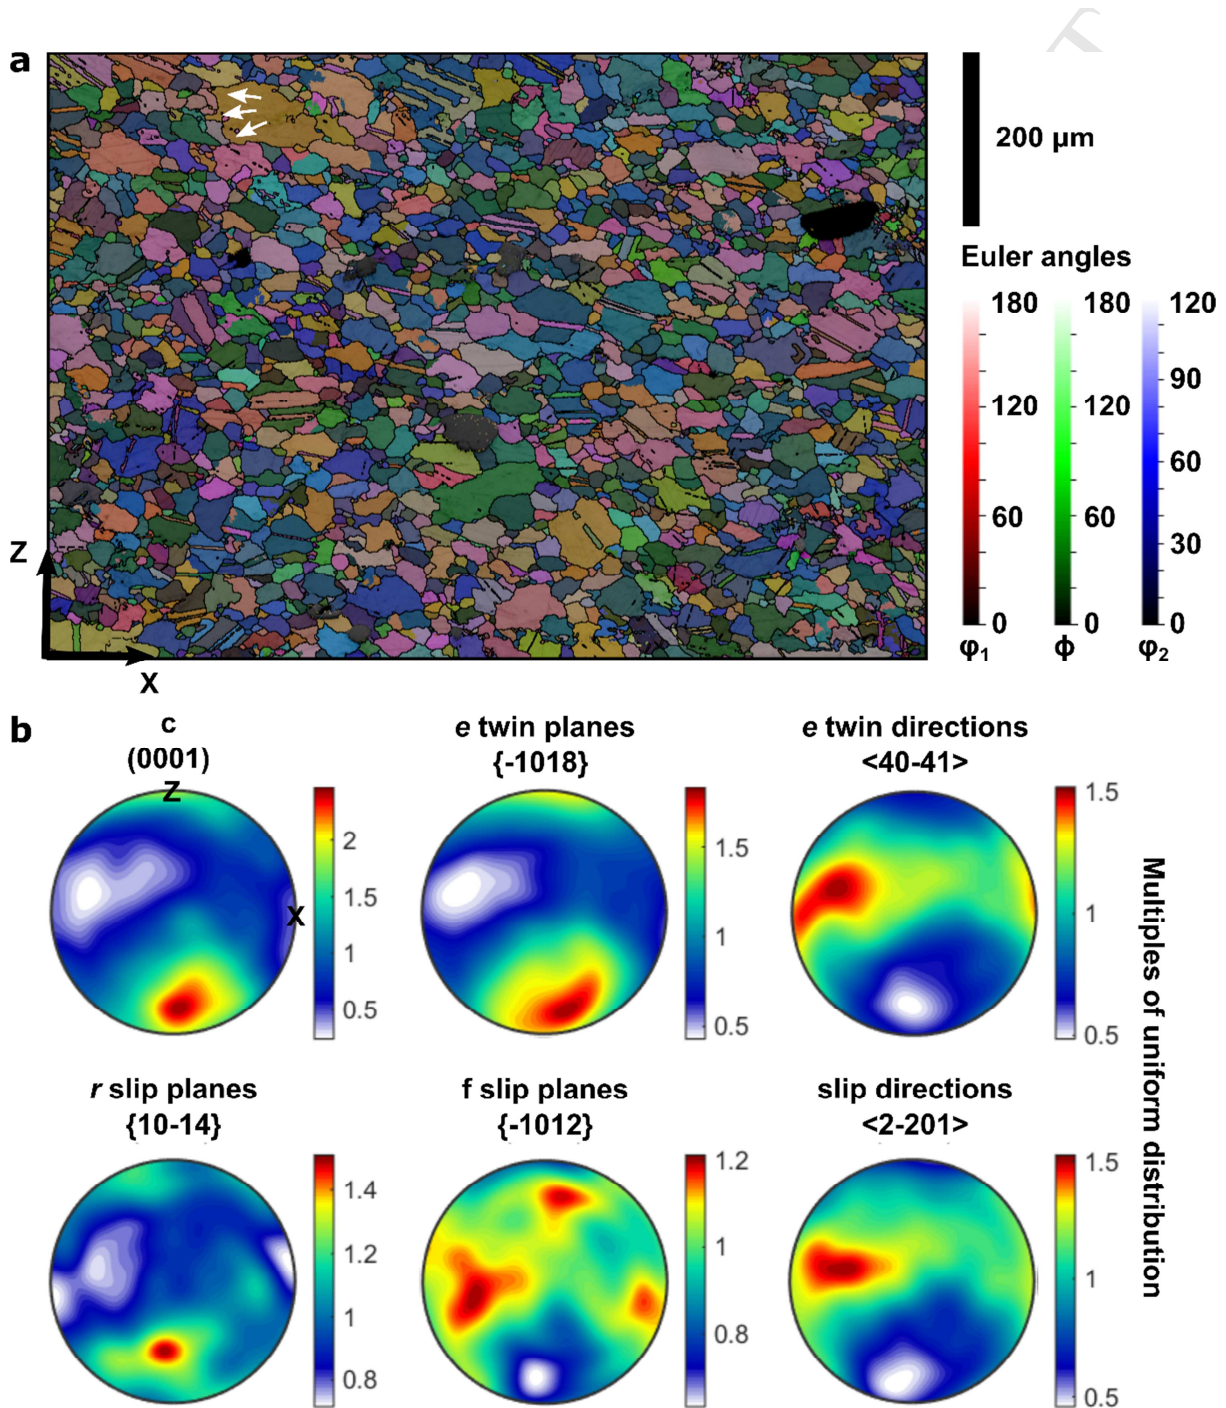 a
200 µm
Euler angles
180 180 120
120 120 90
60 60 60
30
0 0 0
φ1 ϕ φ2
Z
X
b
c
(0001)
e twin planes
{-1018}
e twin directions
<40-41>
Z
X
2
1.5
1
0.5
1.5
1
0.5
1.5
1
0.5
r slip planes
{10-14}
f slip planes
{-1012}
slip directions
<2-201>
1.4
1.2
1
0.8
1.2
1
0.8
1.5
1
0.5
Multiples of uniform distribution